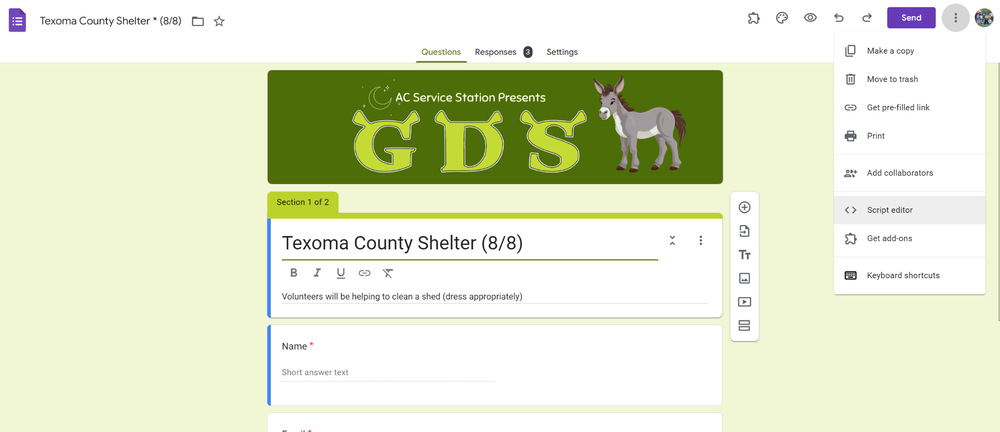 Texoma County Shelter * (8/8)
Send
Questions
Responses 3
Settings
Make a copy
Move to trash
Get pre-filled link
Print
Add collaborators
Script editor
Get add-ons
Keyboard shortcuts
AC Service Station Presents
GDS
Section 1 of 2
Texoma County Shelter (8/8)
B I U
Volunteers will be helping to clean a shed (dress appropriately)
Name *
Short answer text